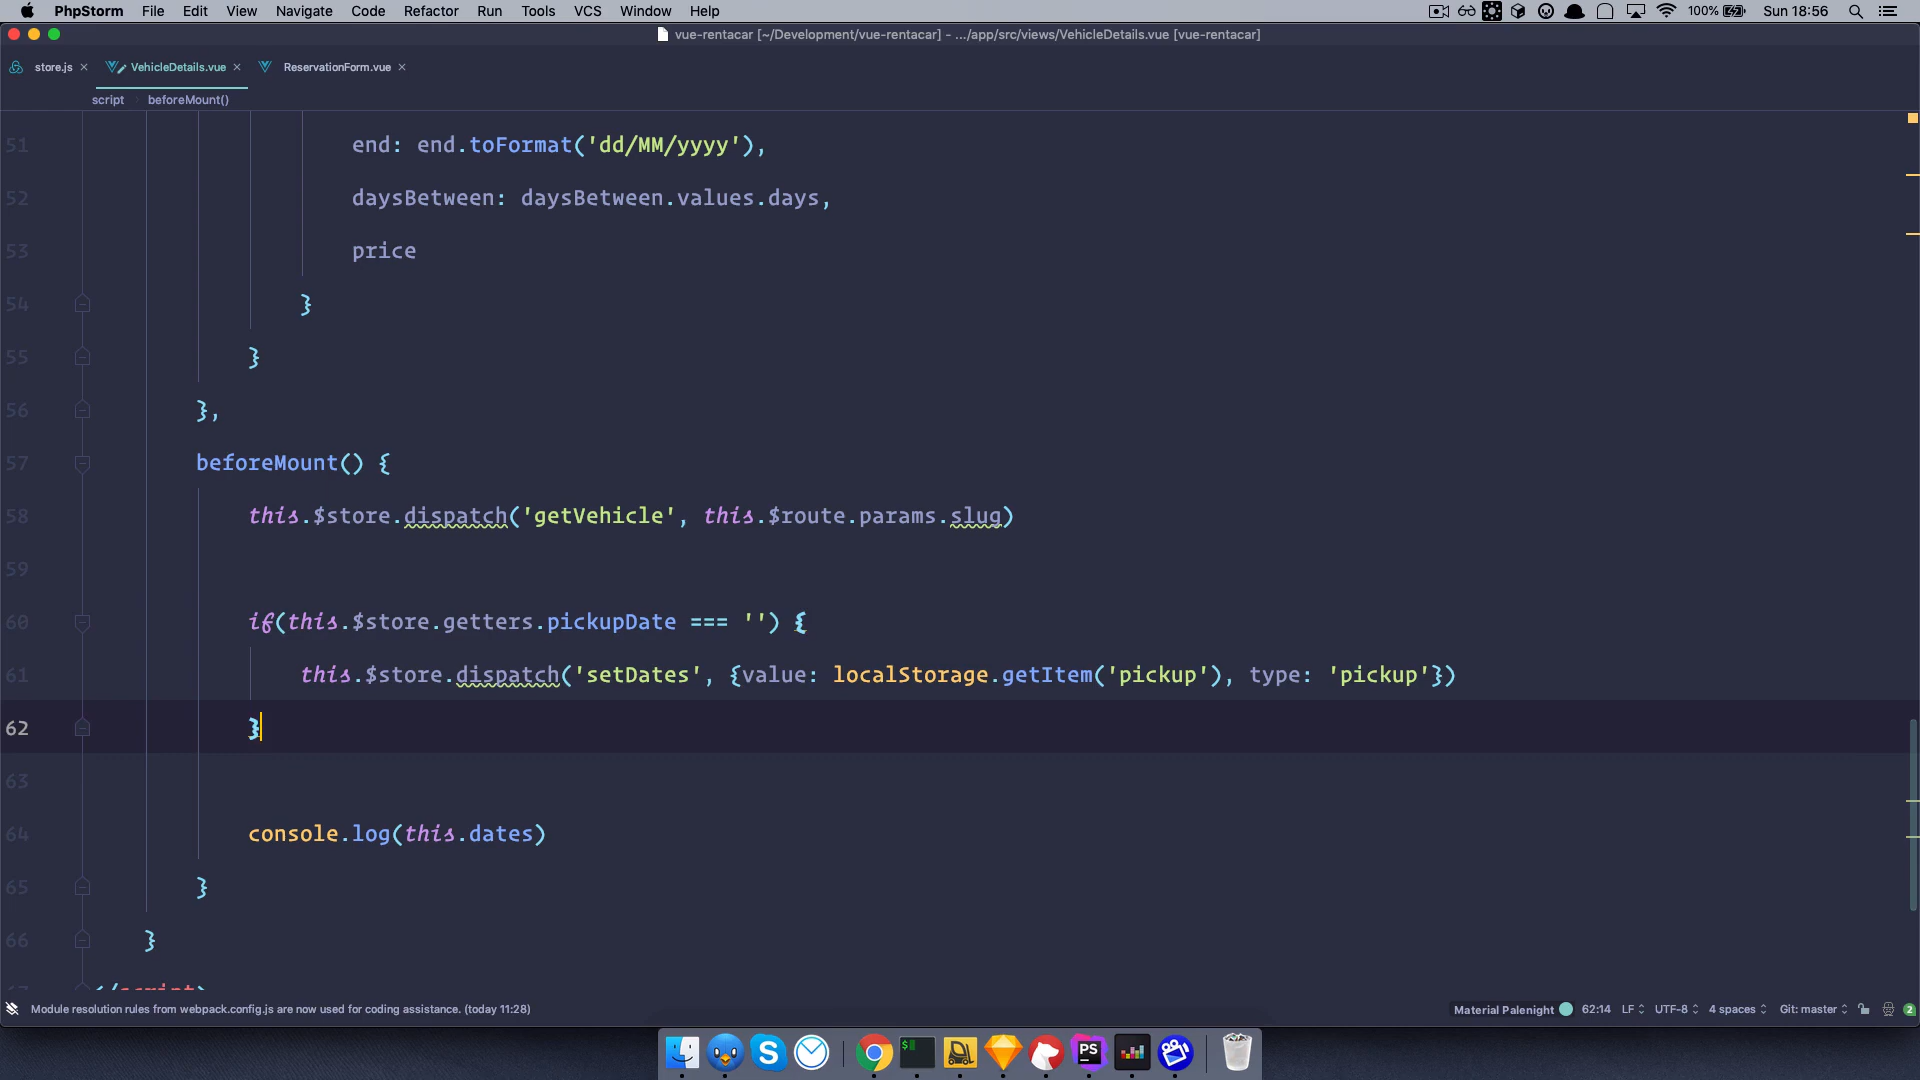 PhpStorm File Edit View Navigate Code Refactor Run Tools VCS Window Help 100% Sun 18:56
vue-rentacar [~/Development/vue-rentacar] - .../app/src/views/VehicleDetails.vue [vue-rentacar]
store.js VehicleDetails.vue ReservationForm.vue
script beforeMount()
51 end: end.toFormat('dd/MM/yyyy'),
52 daysBetween: daysBetween.values.days,
53 price
54 }
55 }
56 },
57 beforeMount() {
58 this.$store.dispatch('getVehicle', this.$route.params.slug)
59
60 if(this.$store.getters.pickupDate === '') {
61 this.$store.dispatch('setDates', {value: localStorage.getItem('pickup'), type: 'pickup'})
62 }
63
64 console.log(this.dates)
65 }
66 }
67 </script>
Module resolution rules from webpack.config.js are now used for coding assistance. (today 11:28) Material Palenight 62:14 LF UTF-8 4 spaces Git: master 2
$ S PS